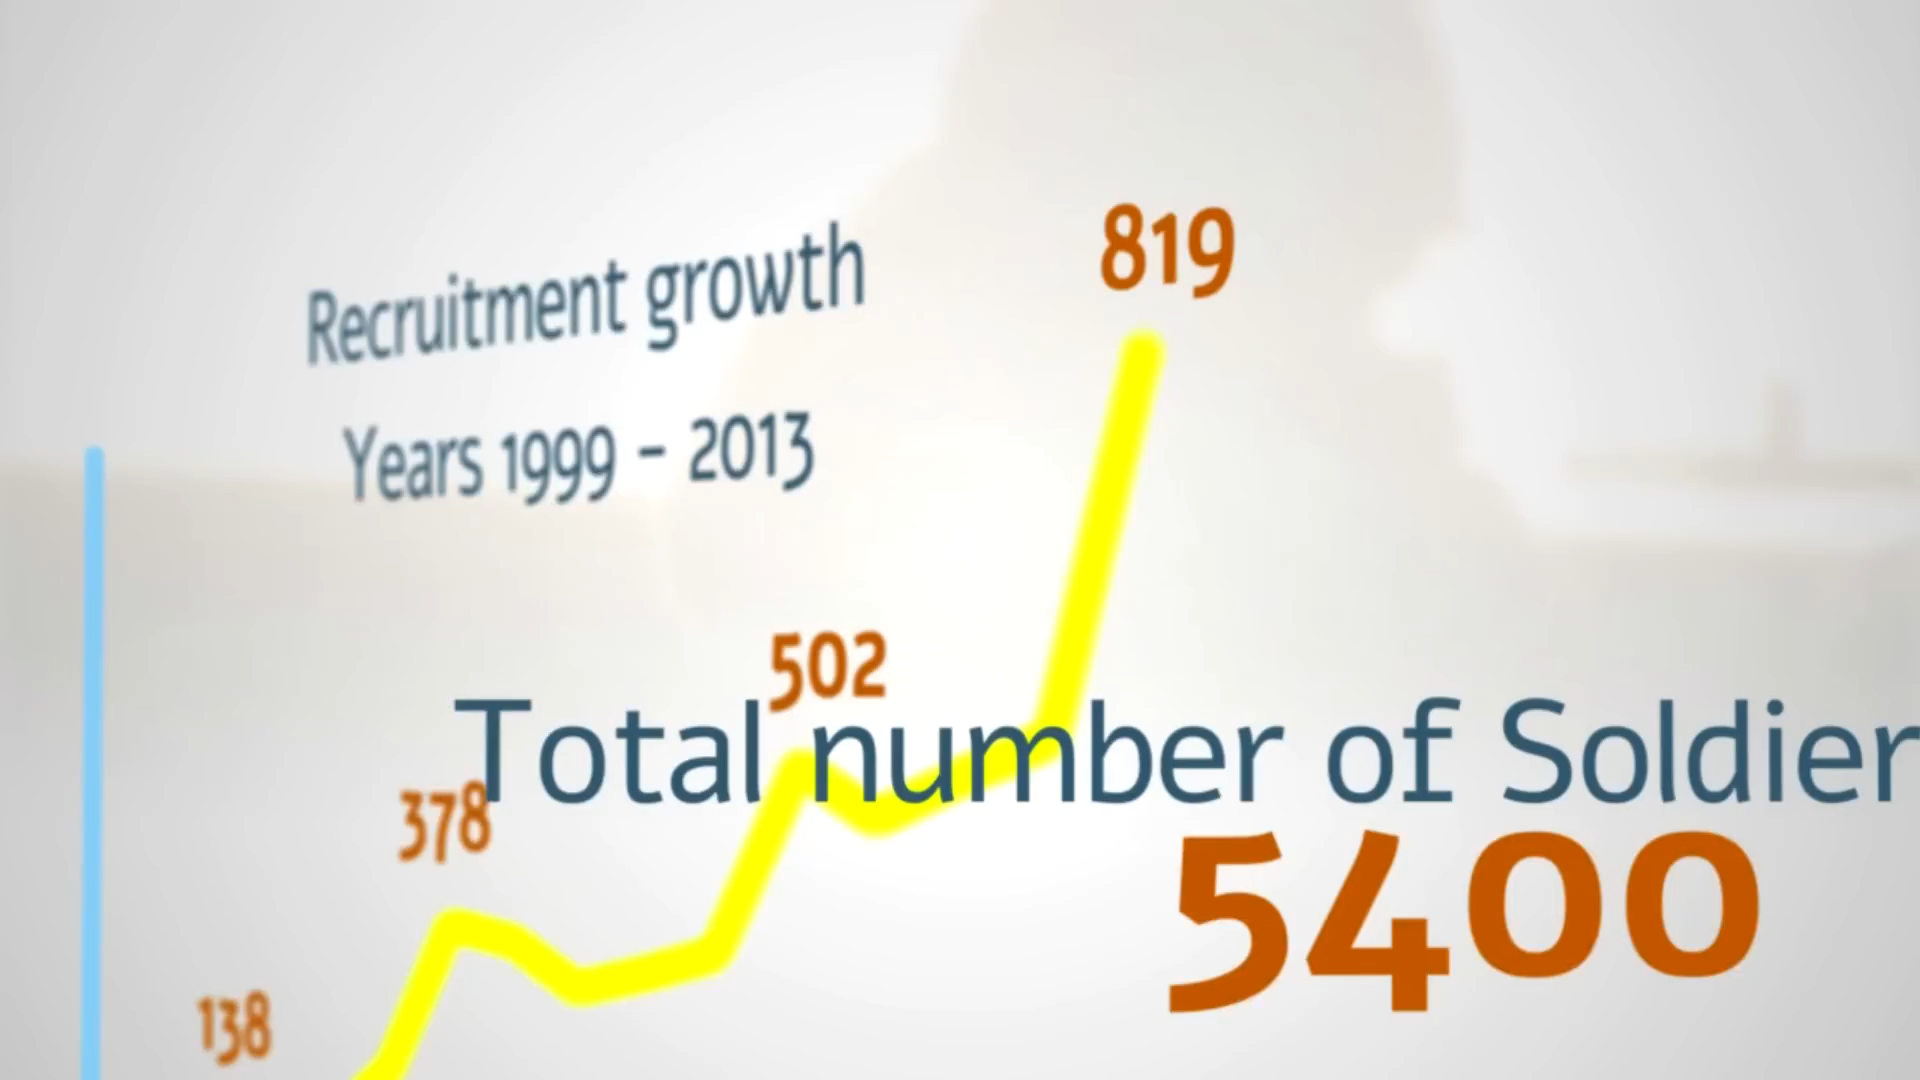 819
Recruitment growth
Years 1999 - 2013
502
Total number of Soldier
378
5400
138